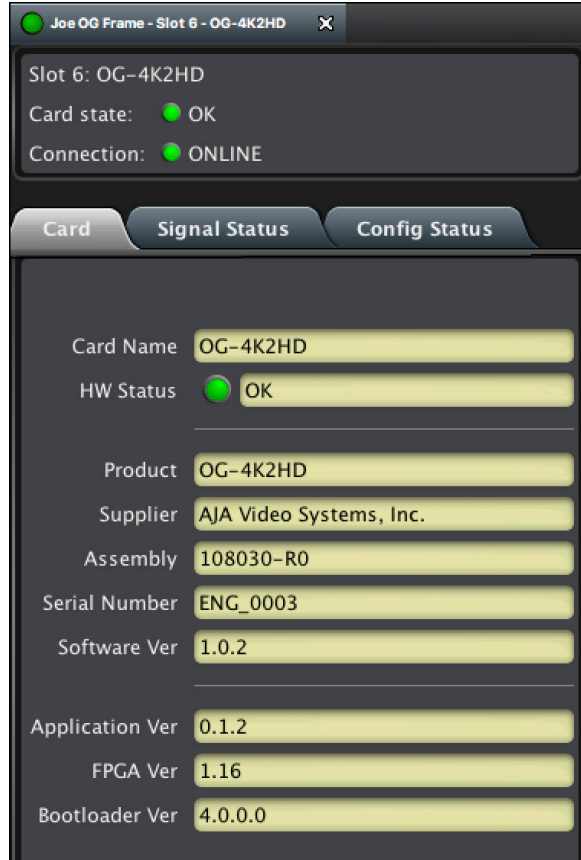 Joe OG Frame - Slot 6 - OG-4K2HD X
Slot 6: OG-4K2HD
Card state: OK
Connection: ONLINE
Card Signal Status Config Status
Card Name OG-4K2HD
HW Status OK
Product OG-4K2HD
Supplier AJA Video Systems, Inc.
Assembly 108030-R0
Serial Number ENG_0003
Software Ver 1.0.2
Application Ver 0.1.2
FPGA Ver 1.16
Bootloader Ver 4.0.0.0